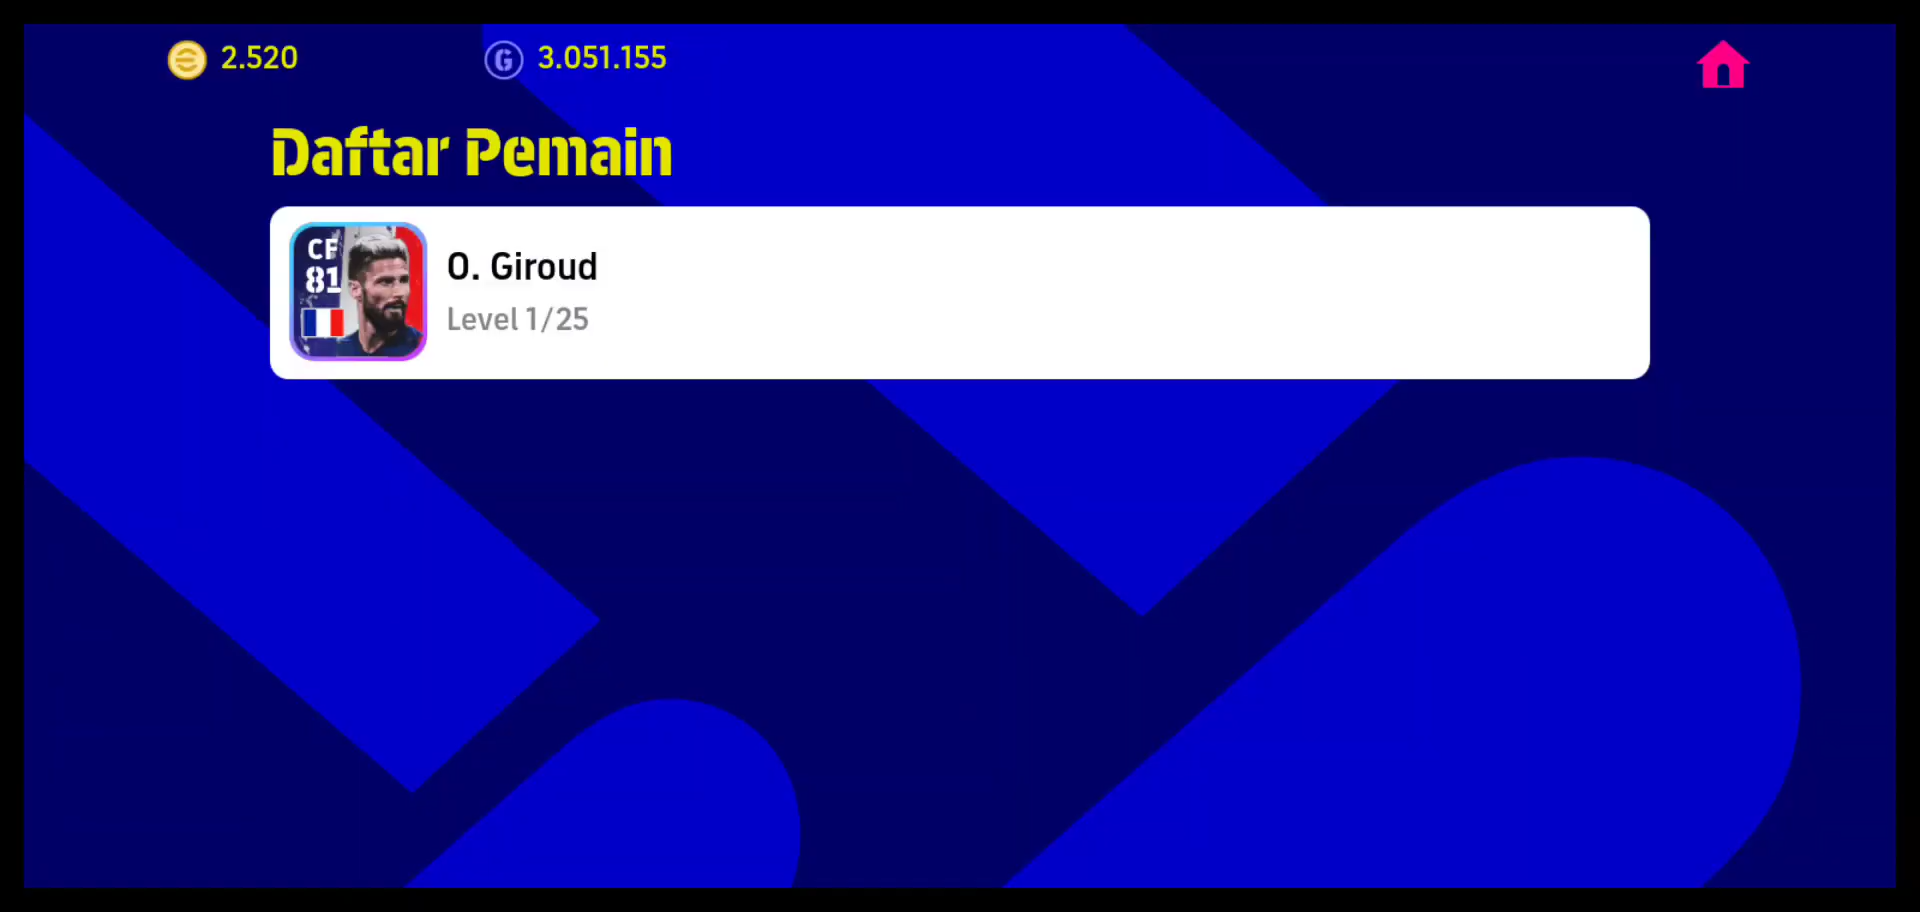 2.520
3.051.155
Daftar Pemain
CF
81
O. Giroud
Level 1/25